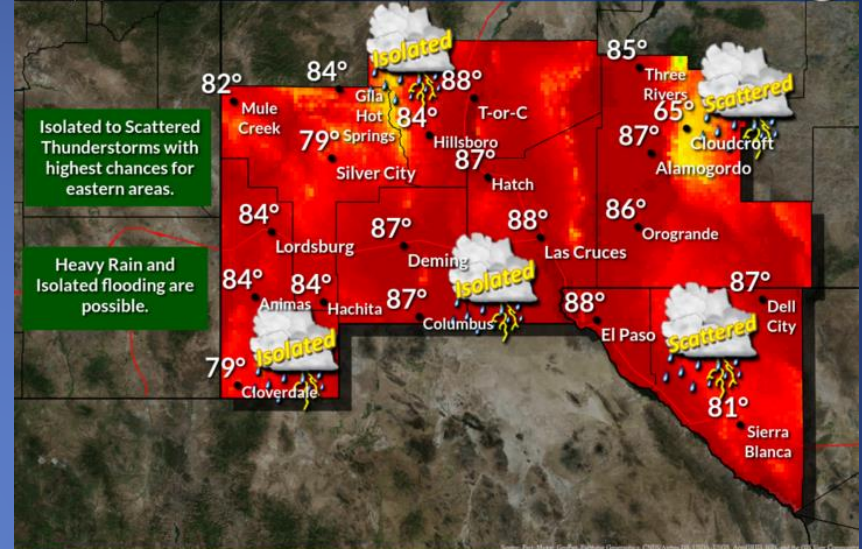 Isolated to Scattered
Thunderstorms with
highest chances for
eastern areas.
Heavy Rain and
Isolated flooding are
possible.
82°
Mule
Creek
84°
Gila
Hot
Springs
Isolated
88°
T-or-C
84°
Hillsboro
79°
Silver City
87°
Hatch
85°
Three
Rivers
Scattered
65°
Cloudcroft
87°
Alamogordo
84°
Lordsburg
87°
Deming
88°
Las Cruces
86°
Orogrande
84°
Animas
84°
Hachita
87°
Columbus
Isolated
88°
El Paso
87°
Dell
City
Scattered
79°
Cloverdale
Isolated
81°
Sierra
Blanca